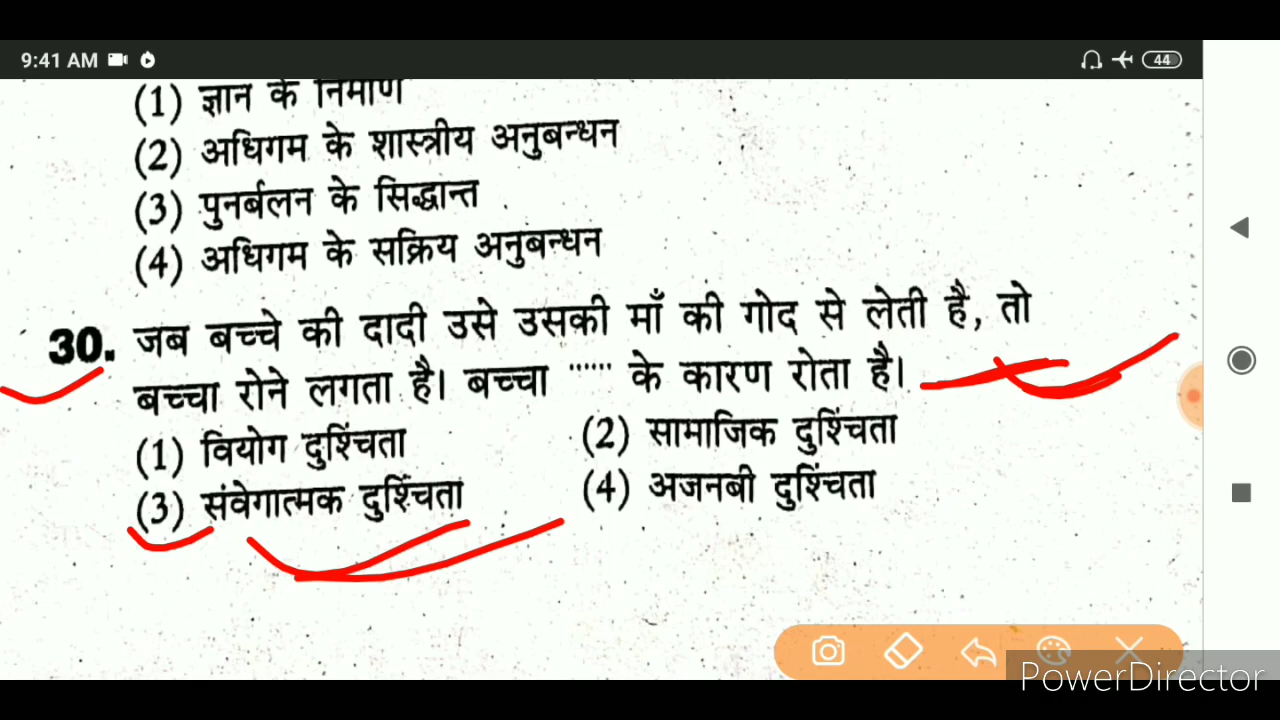 9:41 AM
44
(1) ज्ञान के निर्माण
(2) अधिगम के शास्त्रीय अनुबन्धन
(3) पुनर्बलन के सिद्धान्त
(4) अधिगम के सक्रिय अनुबन्धन
30. जब बच्चे की दादी उसे उसकी माँ की गोद से लेती है, तो
बच्चा रोने लगता है। बच्चा ...... के कारण रोता है।
(1) वियोग दुश्चिंता (2) सामाजिक दुश्चिंता
(3) संवेगात्मक दुश्चिंता (4) अजनबी दुश्चिंता
PowerDirector